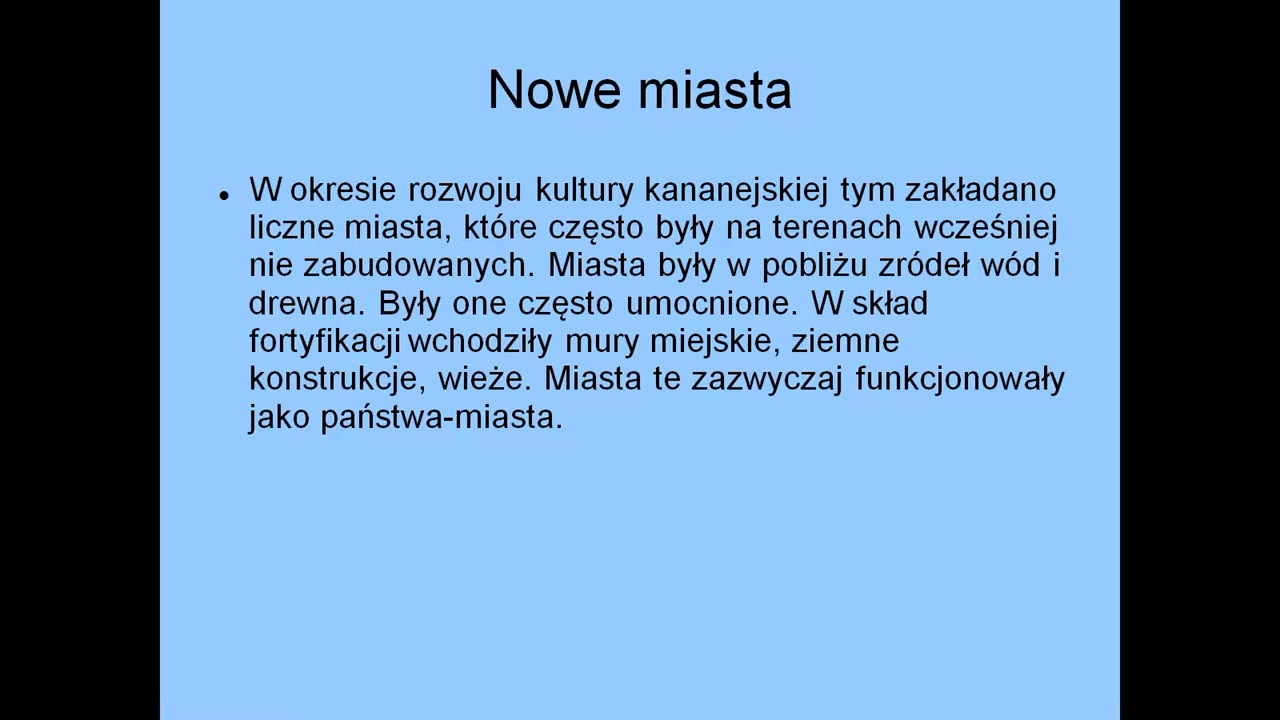 Nowe miasta
• W okresie rozwoju kultury kananejskiej tym zakładano
liczne miasta, które często były na terenach wcześniej
nie zabudowanych. Miasta były w pobliżu zródeł wód i
drewna. Były one często umocnione. W skład
fortyfikacji wchodziły mury miejskie, ziemne
konstrukcje, wieże. Miasta te zazwyczaj funkcjonowały
jako państwa-miasta.